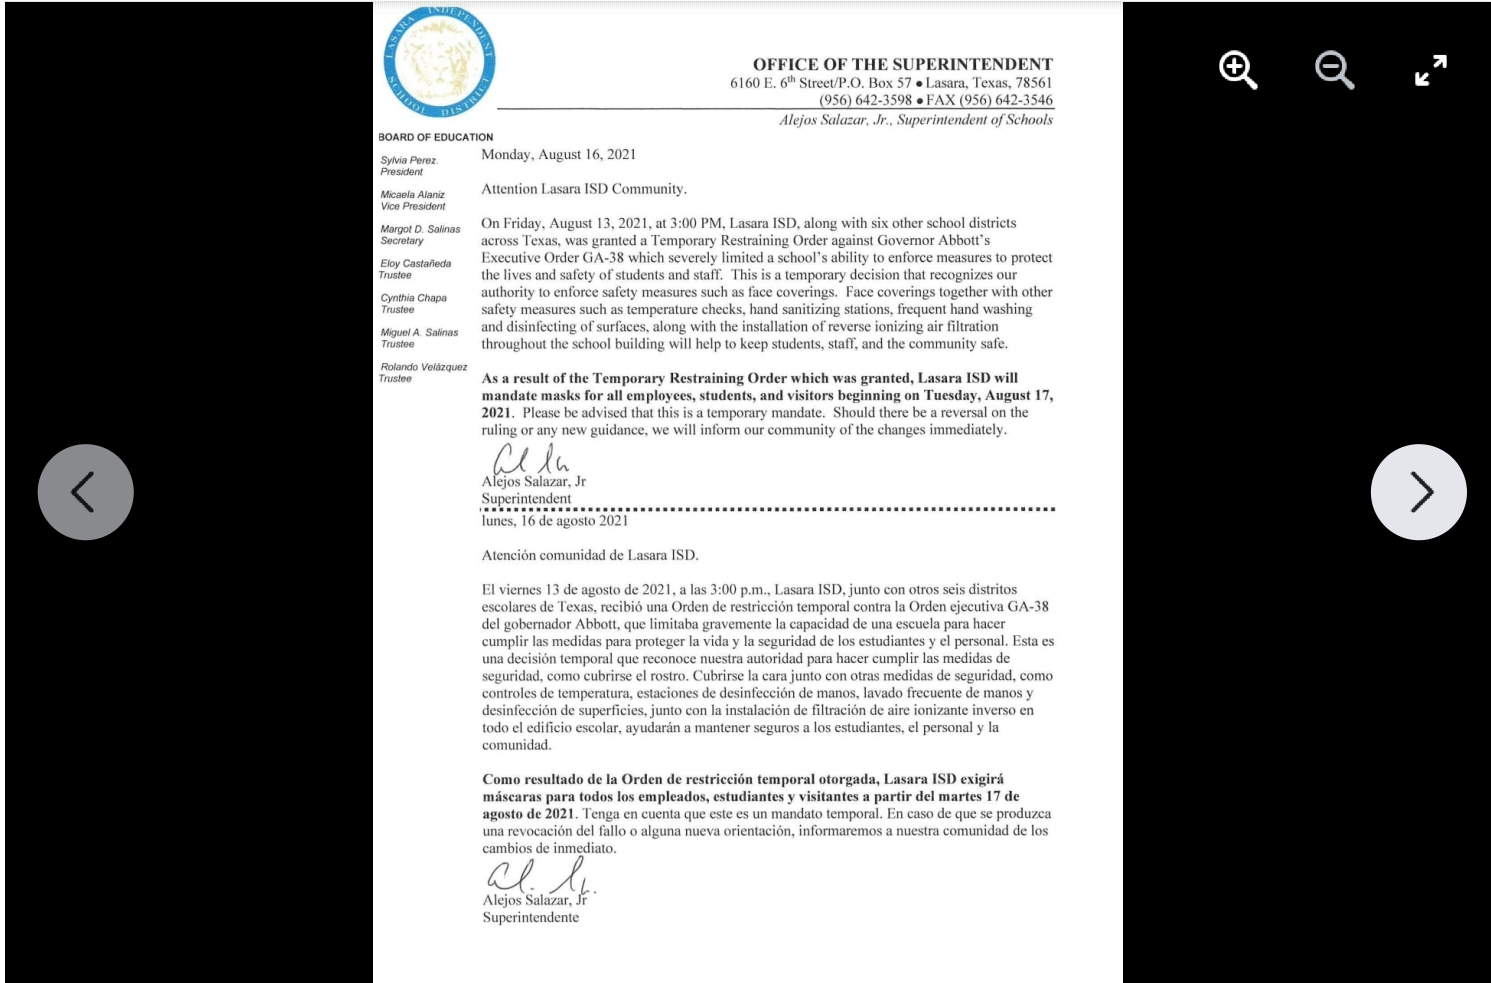 LASARA INDEPENDENT SCHOOL DISTRICT
OFFICE OF THE SUPERINTENDENT
6160 E. 6th Street/P.O. Box 57 ● Lasara, Texas, 78561
(956) 642-3598 ● FAX (956) 642-3546
Alejos Salazar, Jr., Superintendent of Schools
BOARD OF EDUCATION
Sylvia Perez.
President
Micaela Alaniz
Vice President
Margot D. Salinas
Secretary
Eloy Castañeda
Trustee
Cynthia Chapa
Trustee
Miguel A. Salinas
Trustee
Rolando Velázquez
Trustee
Monday, August 16, 2021
Attention Lasara ISD Community.
On Friday, August 13, 2021, at 3:00 PM, Lasara ISD, along with six other school districts
across Texas, was granted a Temporary Restraining Order against Governor Abbott's
Executive Order GA-38 which severely limited a school's ability to enforce measures to protect
the lives and safety of students and staff.  This is a temporary decision that recognizes our
authority to enforce safety measures such as face coverings.  Face coverings together with other
safety measures such as temperature checks, hand sanitizing stations, frequent hand washing
and disinfecting of surfaces, along with the installation of reverse ionizing air filtration
throughout the school building will help to keep students, staff, and the community safe.
As a result of the Temporary Restraining Order which was granted, Lasara ISD will
mandate masks for all employees, students, and visitors beginning on Tuesday, August 17,
2021.  Please be advised that this is a temporary mandate.  Should there be a reversal on the
ruling or any new guidance, we will inform our community of the changes immediately.
Alejos Salazar, Jr
Superintendent
lunes, 16 de agosto 2021
Atención comunidad de Lasara ISD.
El viernes 13 de agosto de 2021, a las 3:00 p.m., Lasara ISD, junto con otros seis distritos
escolares de Texas, recibió una Orden de restricción temporal contra la Orden ejecutiva GA-38
del gobernador Abbott, que limitaba gravemente la capacidad de una escuela para hacer
cumplir las medidas para proteger la vida y la seguridad de los estudiantes y el personal. Esta es
una decisión temporal que reconoce nuestra autoridad para hacer cumplir las medidas de
seguridad, como cubrirse el rostro. Cubrirse la cara junto con otras medidas de seguridad, como
controles de temperatura, estaciones de desinfección de manos, lavado frecuente de manos y
desinfección de superficies, junto con la instalación de filtración de aire ionizante inverso en
todo el edificio escolar, ayudarán a mantener seguros a los estudiantes, el personal y la
comunidad.
Como resultado de la Orden de restricción temporal otorgada, Lasara ISD exigirá
máscaras para todos los empleados, estudiantes y visitantes a partir del martes 17 de
agosto de 2021. Tenga en cuenta que este es un mandato temporal. En caso de que se produzca
una revocación del fallo o alguna nueva orientación, informaremos a nuestra comunidad de los
cambios de inmediato.
Alejos Salazar, Jr
Superintendente